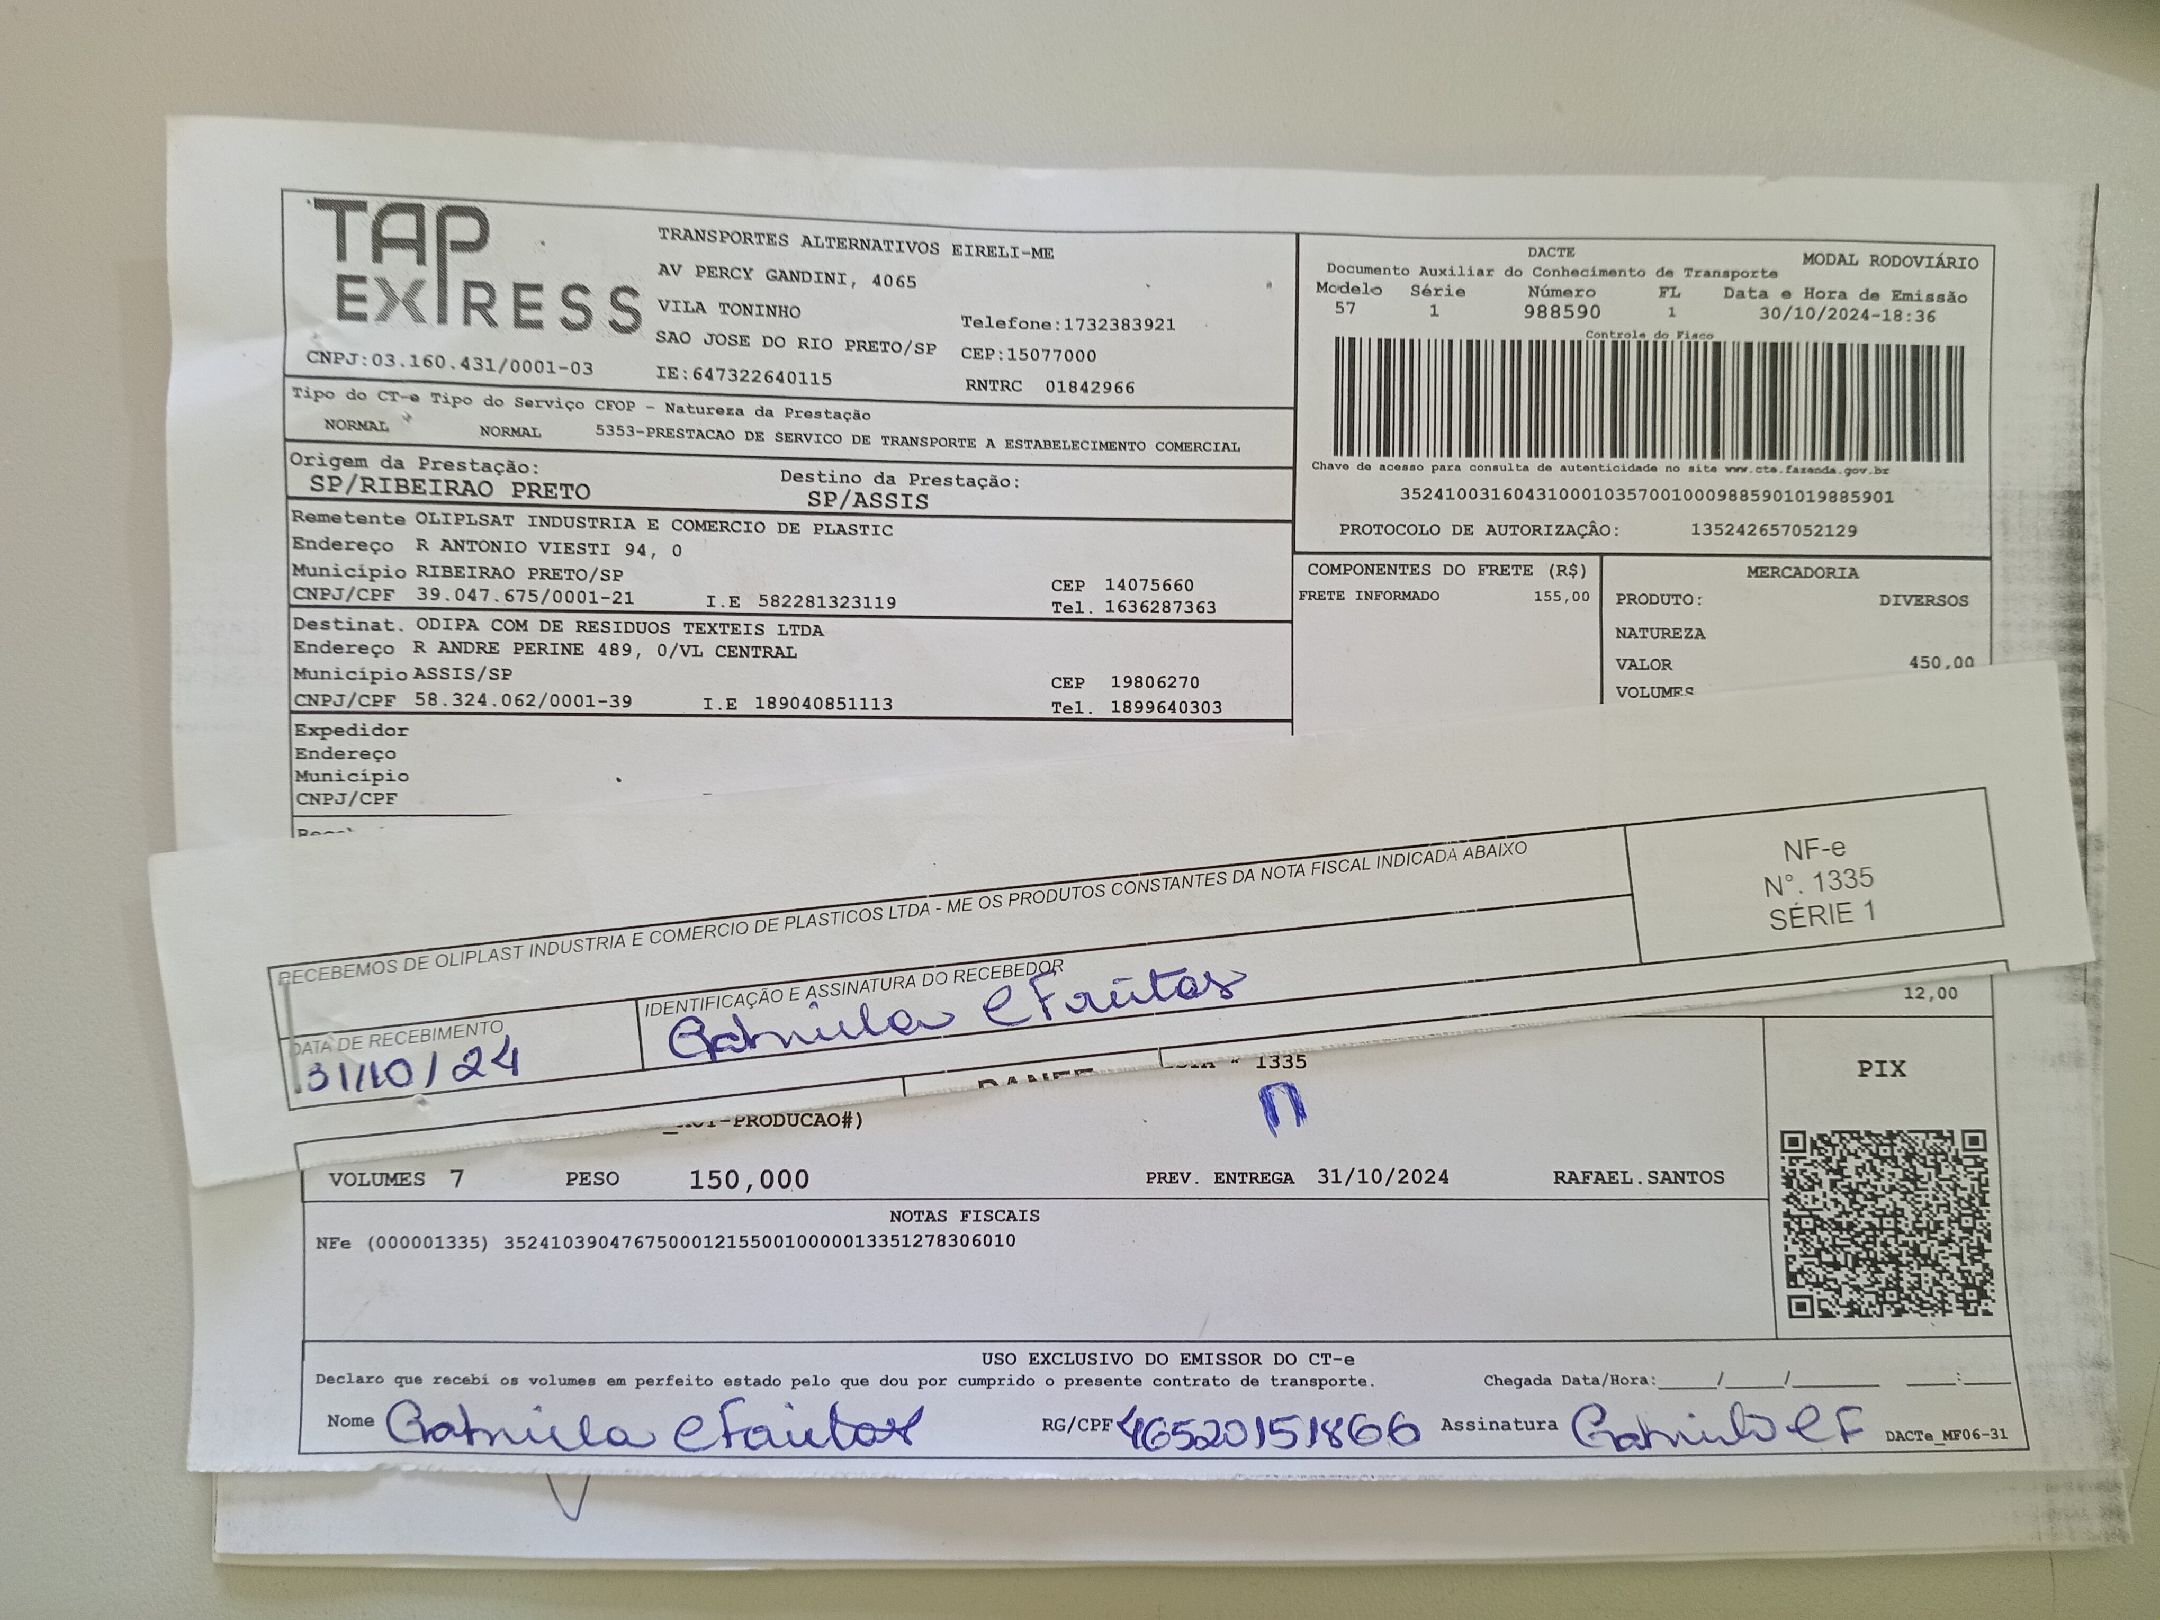 TAP EXPRESS
TRANSPORTES ALTERNATIVOS EIRELI-ME
AV PERCY GANDINI, 4065
VILA TONINHO
SAO JOSE DO RIO PRETO/SP
Telefone:1732383921
CEP:15077000
CNPJ:03.160.431/0001-03
IE:647322640115
RNTRC 01842966
DACTE
MODAL RODOVIÁRIO
Documento Auxiliar do Conhecimento de Transporte
Modelo Série Número FL Data e Hora de Emissão
57 1 988590 1 30/10/2024-18:36
Controle do Fisco
Chave de acesso para consulta de autenticidade no site www.cte.fazenda.gov.br
35241003160431000103570010009885901019885901
PROTOCOLO DE AUTORIZAÇÃO: 135242657052129
Tipo do CT-e Tipo do Serviço CFOP - Natureza da Prestação
NORMAL NORMAL 5353-PRESTACAO DE SERVICO DE TRANSPORTE A ESTABELECIMENTO COMERCIAL
Origem da Prestação: Destino da Prestação:
SP/RIBEIRAO PRETO SP/ASSIS
Remetente OLIPLSAT INDUSTRIA E COMERCIO DE PLASTIC
Endereço R ANTONIO VIESTI 94, 0
Município RIBEIRAO PRETO/SP CEP 14075660
CNPJ/CPF 39.047.675/0001-21 I.E 582281323119 Tel. 1636287363
Destinat. ODIPA COM DE RESIDUOS TEXTEIS LTDA
Endereço R ANDRE PERINE 489, 0/VL CENTRAL
Município ASSIS/SP CEP 19806270
CNPJ/CPF 58.324.062/0001-39 I.E 189040851113 Tel. 1899640303
Expedidor
Endereço
Município
CNPJ/CPF
COMPONENTES DO FRETE (R$)
FRETE INFORMADO 155,00
MERCADORIA
PRODUTO: DIVERSOS
NATUREZA
VALOR 450,00
VOLUMES
RECEBEMOS DE OLIPLAST INDUSTRIA E COMERCIO DE PLASTICOS LTDA - ME OS PRODUTOS CONSTANTES DA NOTA FISCAL INDICADA ABAIXO
NF-e
N°. 1335
SÉRIE 1
DATA DE RECEBIMENTO
31/10/24
IDENTIFICAÇÃO E ASSINATURA DO RECEBEDOR
Gabriela C Freitas
12,00
DANFE
1335
-PRODUCAO#)
PIX
VOLUMES 7 PESO 150,000 PREV. ENTREGA 31/10/2024 RAFAEL.SANTOS
NOTAS FISCAIS
NFe (000001335) 35241039047675000121550010000013351278306010
USO EXCLUSIVO DO EMISSOR DO CT-e
Declaro que recebi os volumes em perfeito estado pelo que dou por cumprido o presente contrato de transporte. Chegada Data/Hora:____/____/______ ____:____
Nome Gabriela C Freitas RG/CPF 46520151866 Assinatura Gabriela C F DACTe_MF06-31